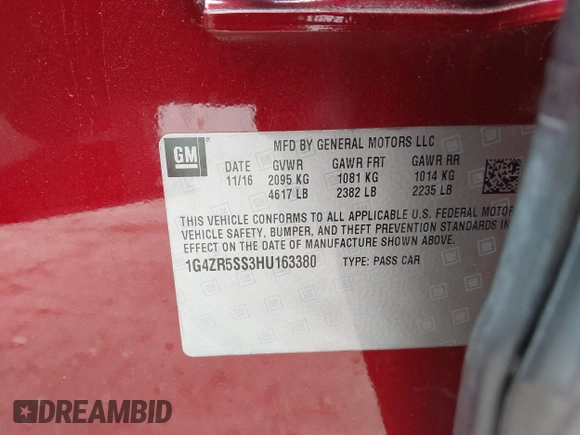 GM
MFD BY GENERAL MOTORS LLC
DATE GVWR GAWR FRT GAWR RR
11/16 2095 KG 1081 KG 1014 KG
4617 LB 2382 LB 2235 LB
THIS VEHICLE CONFORMS TO ALL APPLICABLE U.S. FEDERAL MOTOR
VEHICLE SAFETY, BUMPER, AND THEFT PREVENTION STANDARDS IN
EFFECT ON THE DATE OF MANUFACTURE SHOWN ABOVE.
1G4ZR5SS3HU163380 TYPE: PASS CAR
DREAMBID